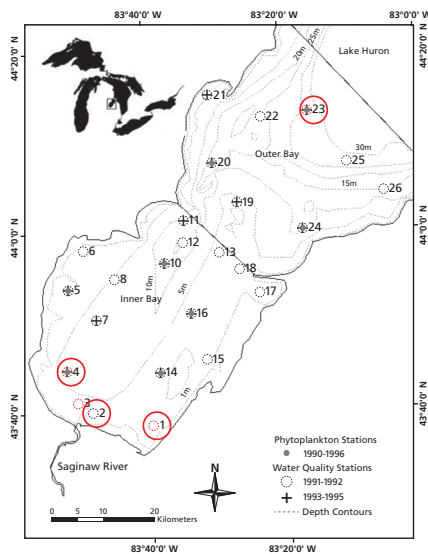 83°40'0" W
83°20'0" W
83°0'0" W
44°20'0" N
44°20'0" N
Lake Huron
25m
20m
21
22
23
Outer Bay
30m
20
25
15m
26
19
24
44°0'0" N
44°0'0" N
11
12
13
6
10
18
8
10m
Inner Bay
5m
5
17
7
16
15
4
14
1m
3
2
1
43°40'0" N
43°40'0" N
Saginaw River
N
Phytoplankton Stations
1990-1996
Water Quality Stations
1991-1992
1993-1995
Depth Contours
0 5 10 20
Kilometers
83°40'0" W
83°20'0" W